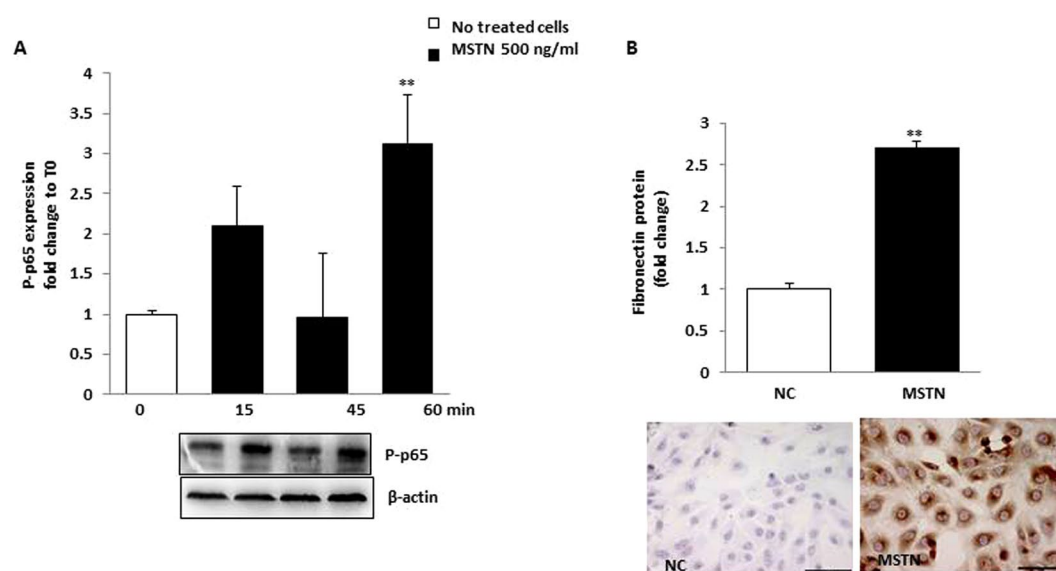 A
No treated cells
MSTN 500 ng/ml
P-p65 expression
fold change to T0
4
3.5
3
2.5
2
1.5
1
0.5
0
**
0 15 45 60 min
P-p65
β-actin
B
Fibronectin protein
(fold change)
3
2.5
2
1.5
1
0.5
0
**
NC MSTN
NC MSTN